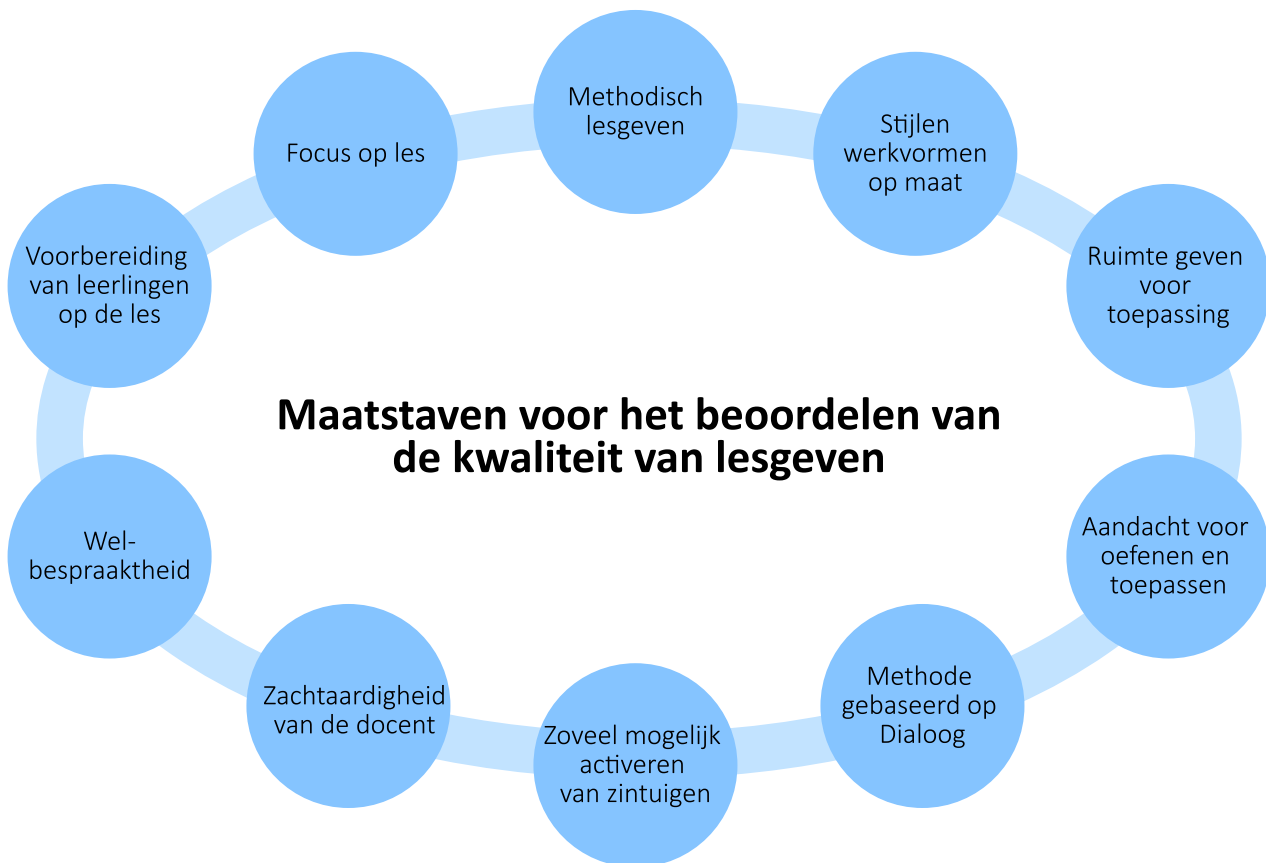 Methodisch
lesgeven
Stijlen
werkvormen
op maat
Ruimte geven
voor
toepassing
Aandacht voor
oefenen en
toepassen
Methode
gebaseerd op
Dialoog
Zoveel mogelijk
activeren
van zintuigen
Zachtaardigheid
van de docent
Wel-
bespraaktheid
Voorbereiding
van leerlingen
op de les
Focus op les
Maatstaven voor het beoordelen van
de kwaliteit van lesgeven